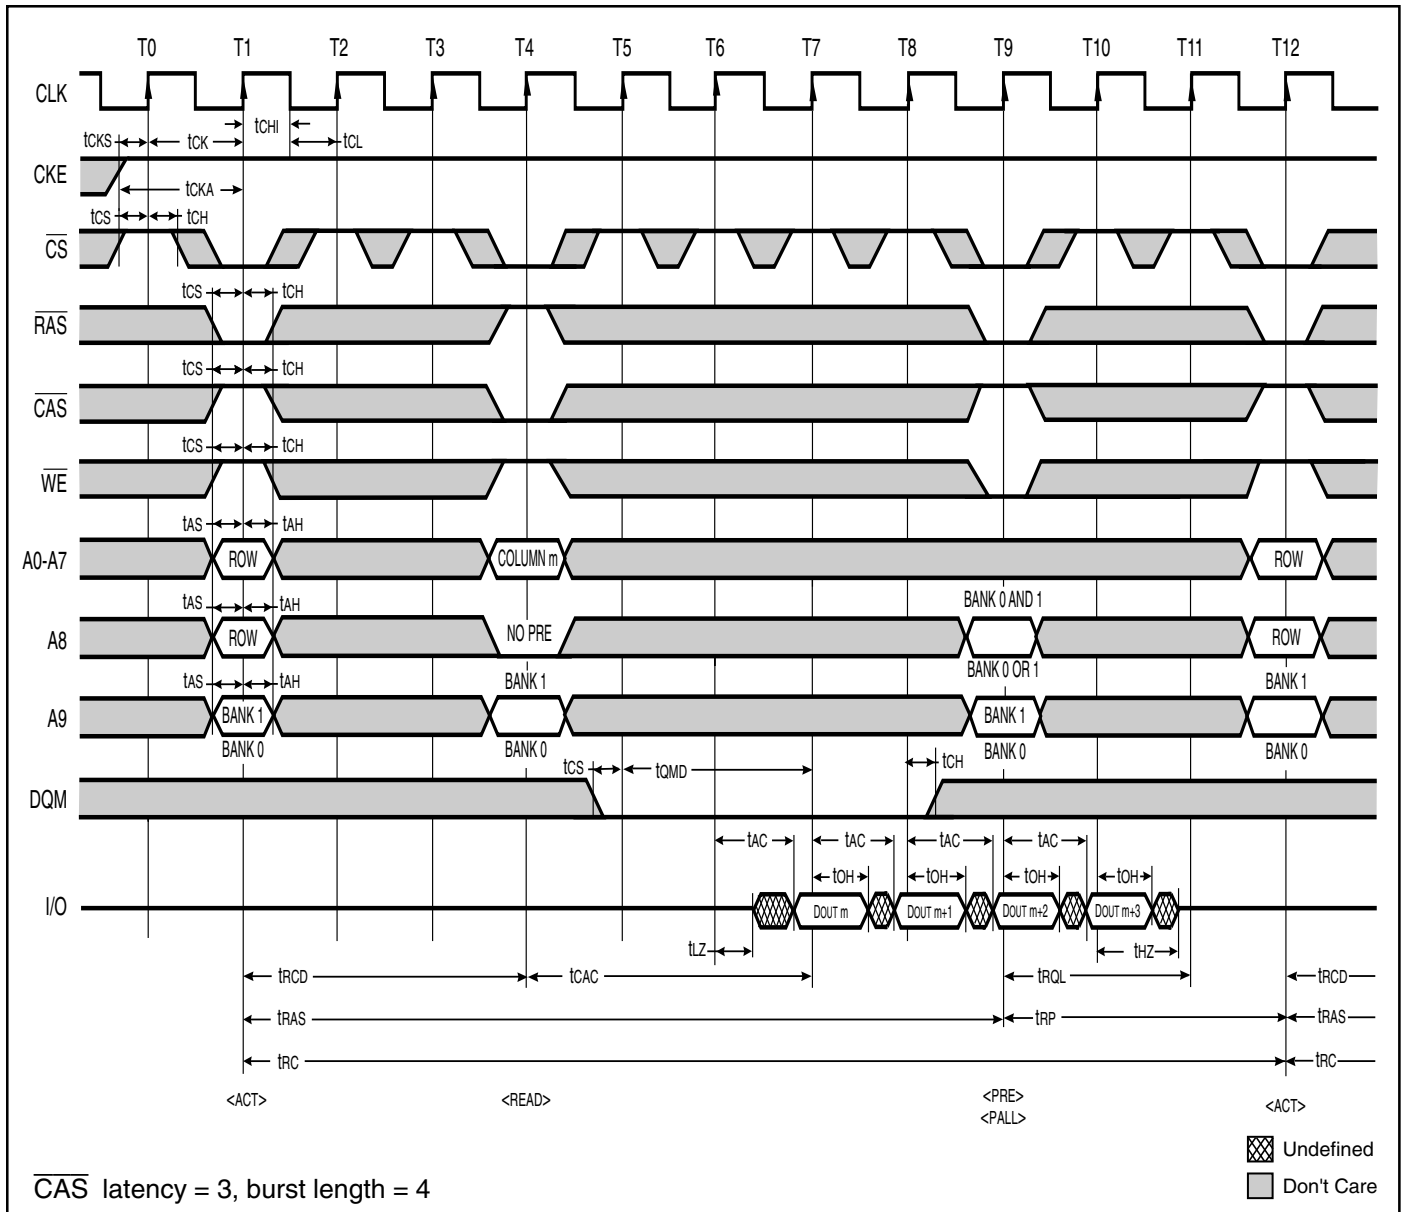 T0 T1 T2 T3 T4 T5 T6 T7 T8 T9 T10 T11 T12
CLK
tCHI
tCKS tCK tCL
CKE
tCKA
tCS tCH
CS
tCS tCH
RAS
tCS tCH
CAS
tCS tCH
WE
tAS tAH
A0-A7 ROW COLUMN m ROW
tAS tAH BANK 0 AND 1
A8 ROW NO PRE ROW
BANK 0 OR 1
tAS tAH BANK 1 BANK 1
A9 BANK 1 BANK 1
BANK 0 BANK 0 BANK 0 BANK 0
tCS tQMD tCH
DQM
tAC tAC tAC tAC
tOH tOH tOH tOH
I/O DOUT m DOUT m+1 DOUT m+2 DOUT m+3
tLZ tHZ
tRCD tCAC tRQL tRCD
tRAS tRP tRAS
tRC tRC
<ACT> <READ> <PRE> <ACT>
<PALL>
Undefined
CAS latency = 3, burst length = 4 Don't Care